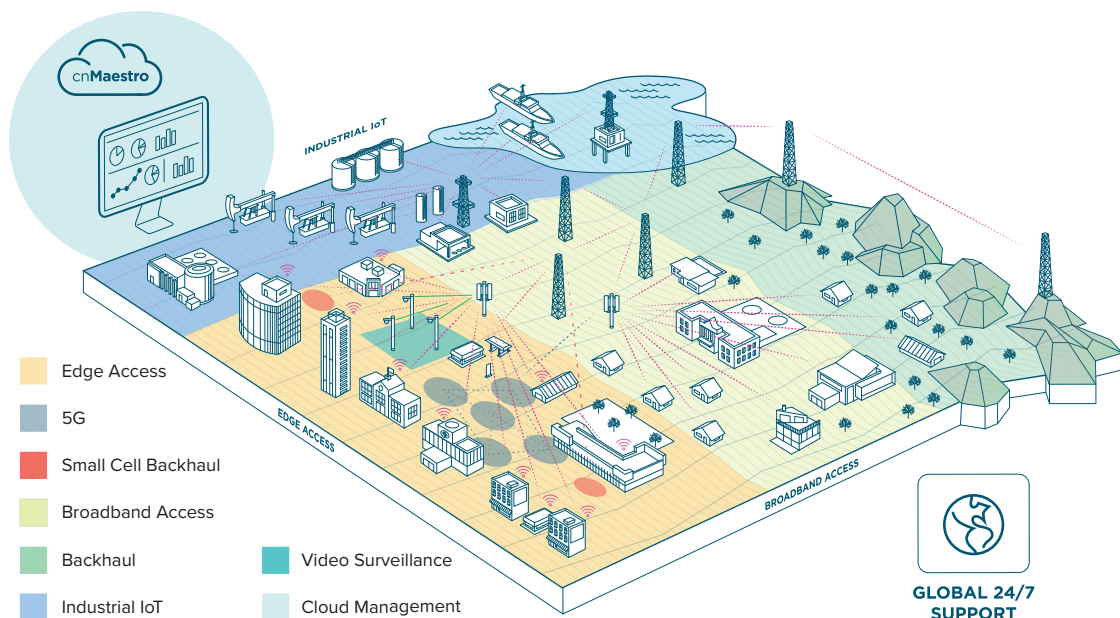 cnMaestro
INDUSTRIAL IoT
EDGE ACCESS
BROADBAND ACCESS
Edge Access
5G
Small Cell Backhaul
Broadband Access
Backhaul
Industrial IoT
Video Surveillance
Cloud Management
GLOBAL 24/7
SUPPORT